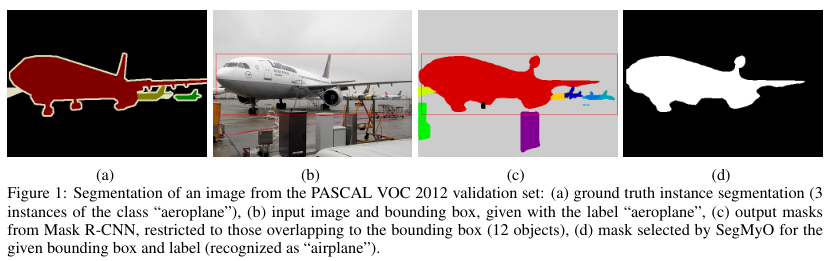 Lufthansa
(a) (b) (c) (d)
Figure 1: Segmentation of an image from the PASCAL VOC 2012 validation set: (a) ground truth instance segmentation (3
instances of the class “aeroplane”), (b) input image and bounding box, given with the label “aeroplane”, (c) output masks
from Mask R-CNN, restricted to those overlapping to the bounding box (12 objects), (d) mask selected by SegMyO for the
given bounding box and label (recognized as “airplane”).